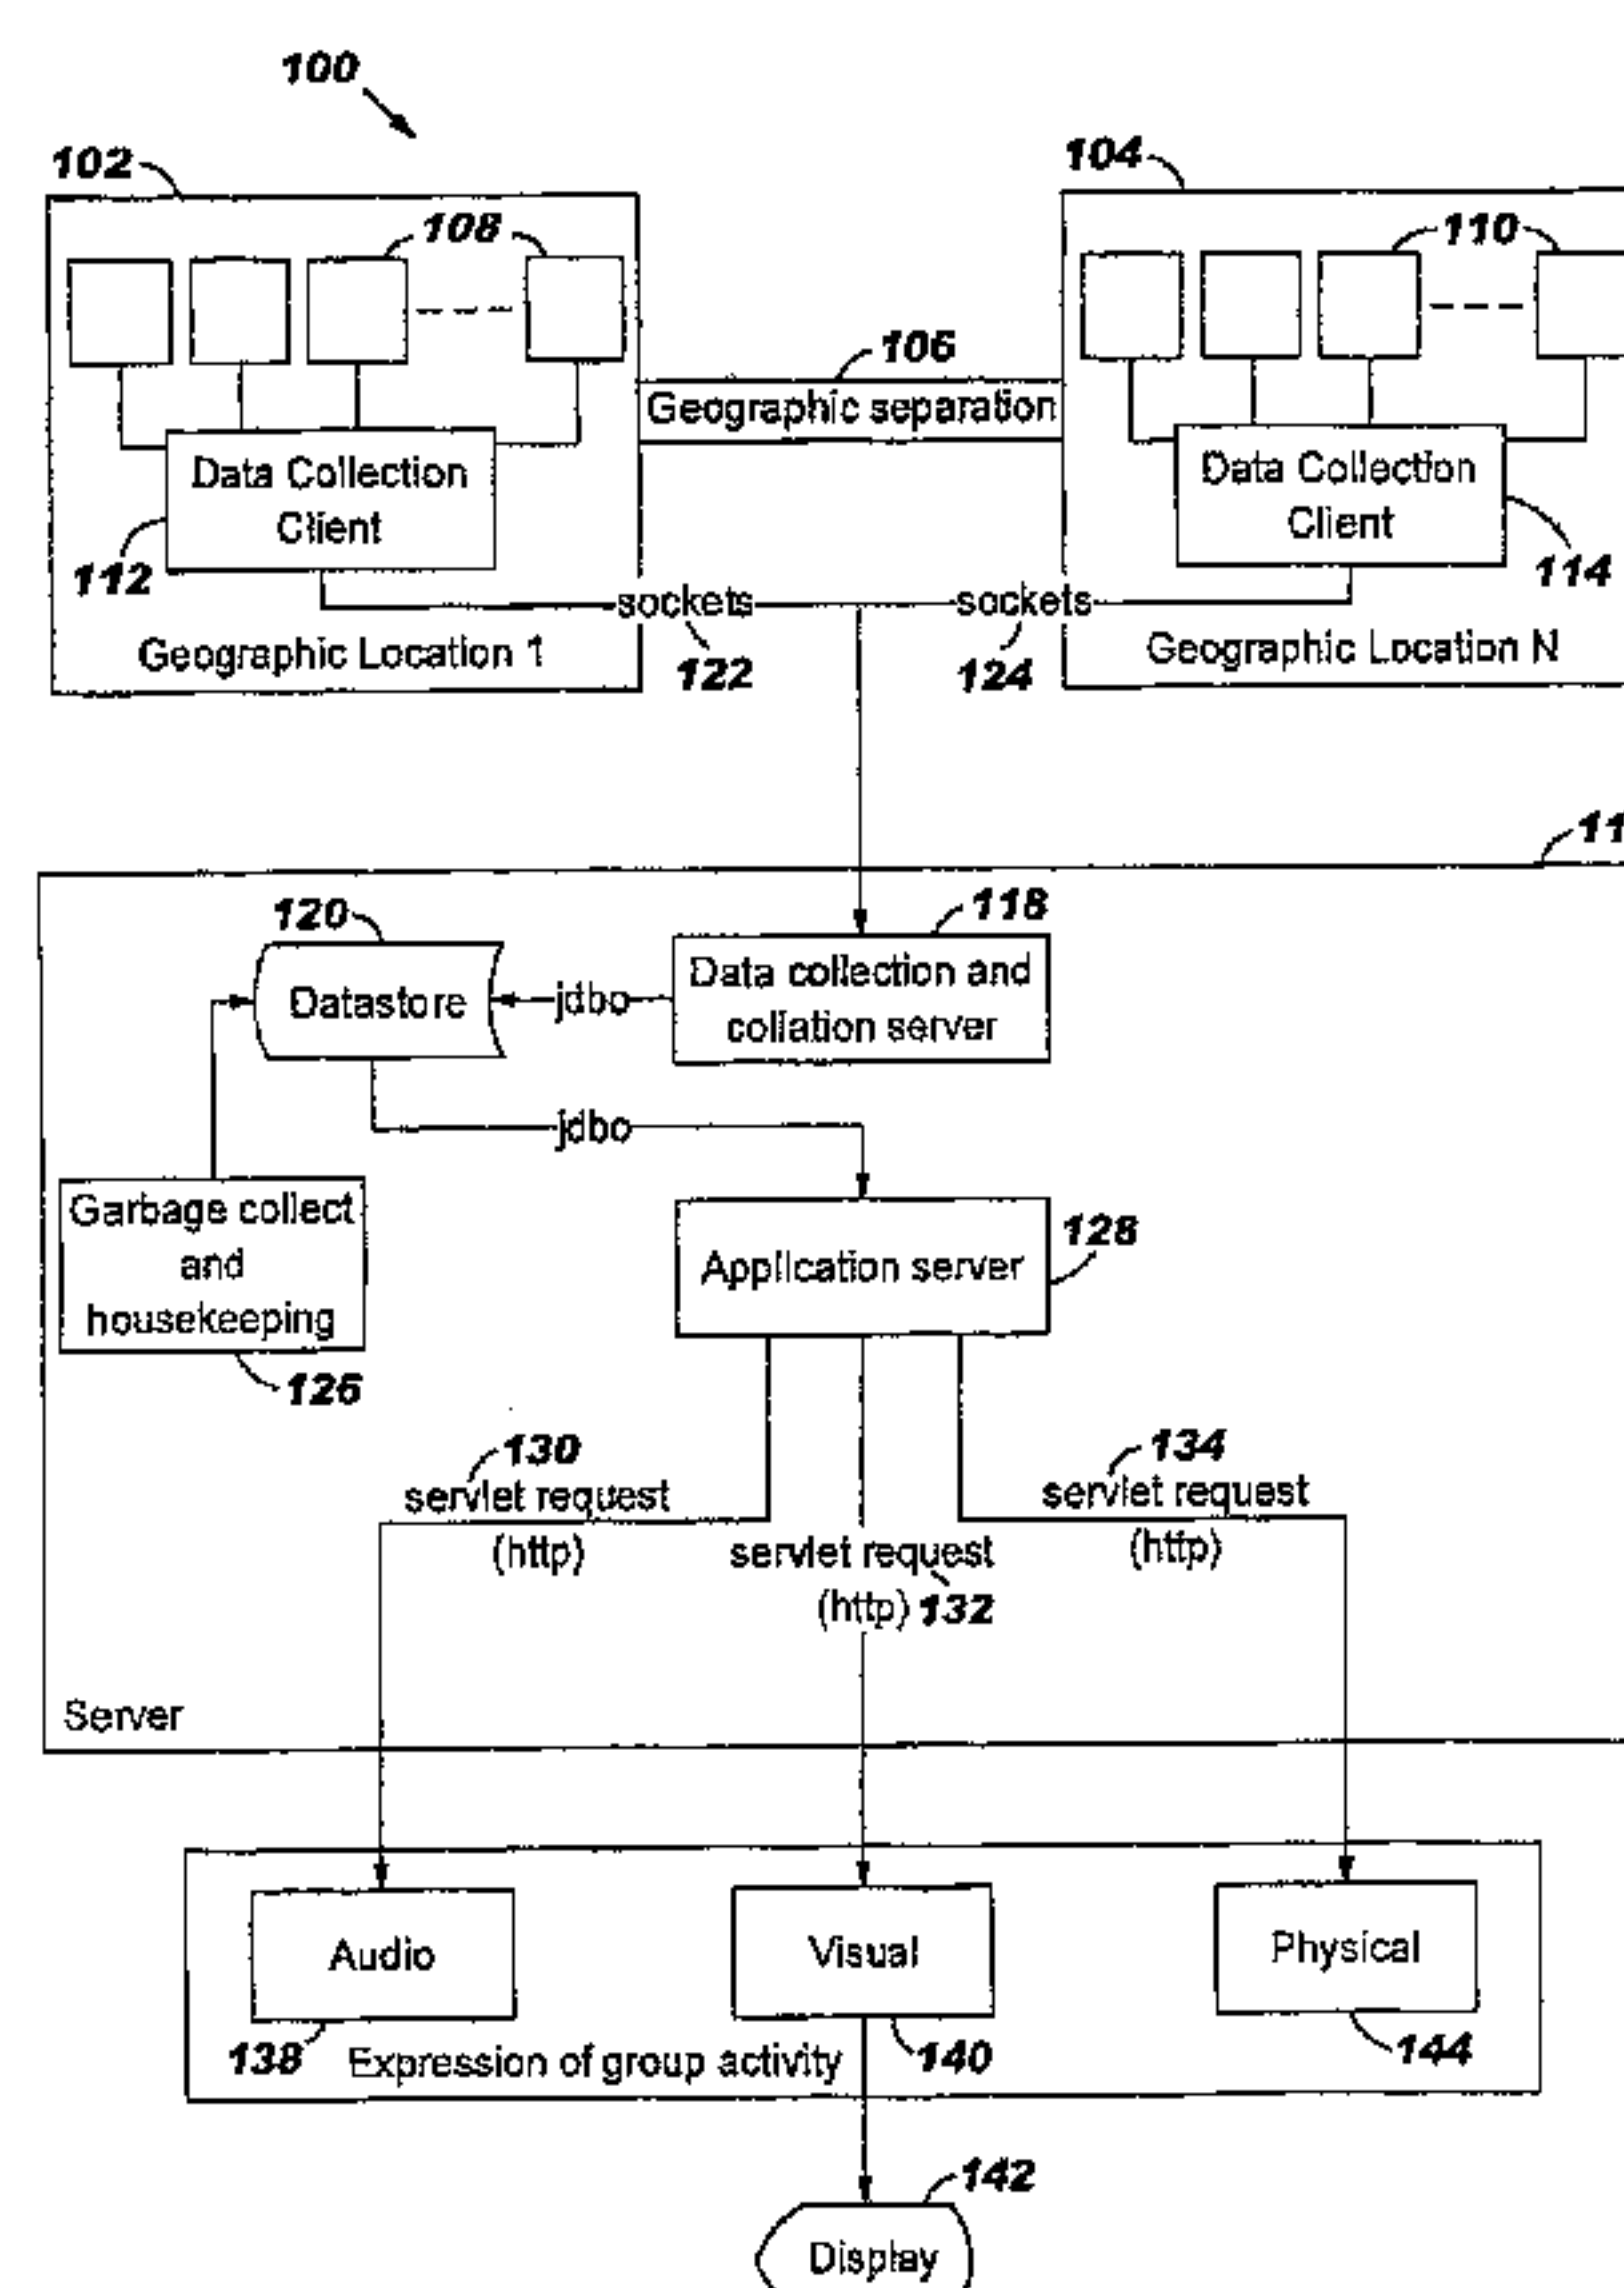 100
102
104
108
110
106
Geographic separation
Data Collection
Client
112
Data Collection
Client
114
sockets
122
sockets
124
Geographic Location 1
Geographic Location N
120
118
Datastore
jdbo
Data collection and
collation server
jdbo
Garbage collect
and
housekeeping
126
Application server
128
130
servlet request
(http)
servlet request
(http) 132
134
servlet request
(http)
Server
Audio
138
Visual
140
Physical
144
Expression of group activity
142
Display